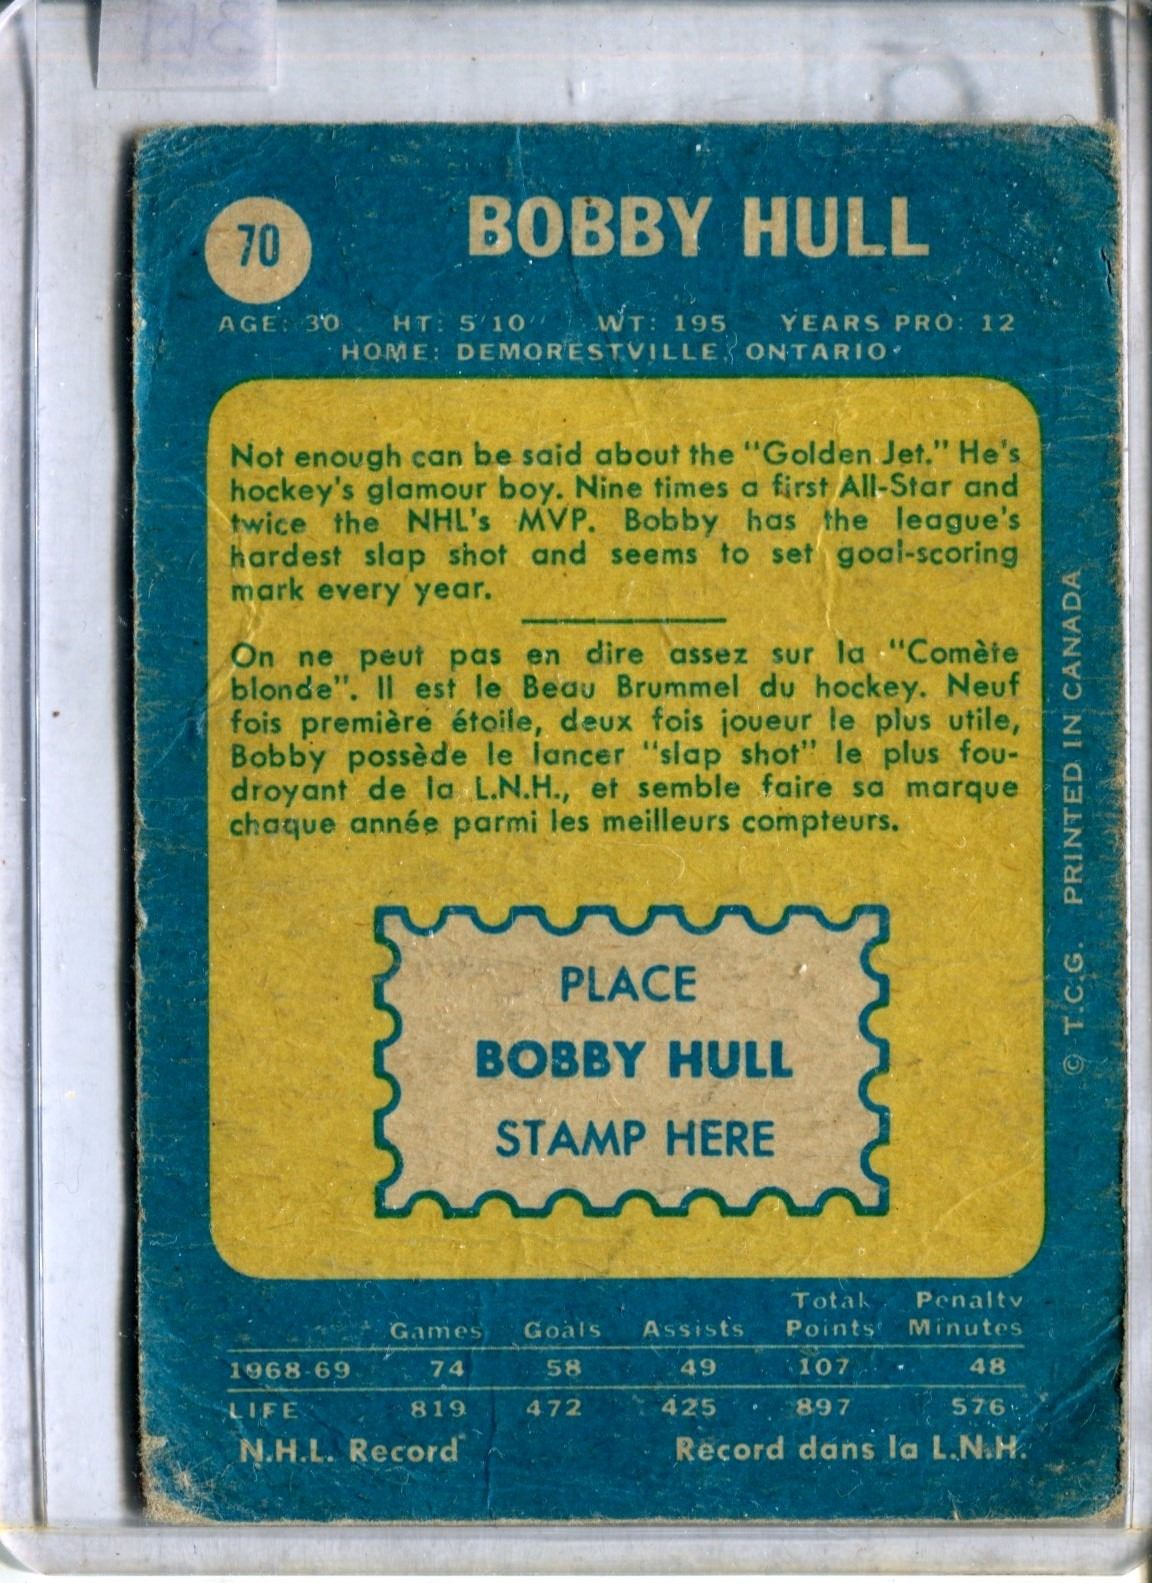 70
BOBBY HULL
AGE: 30 HT: 5'10" WT: 195 YEARS PRO: 12
HOME: DEMORESTVILLE, ONTARIO
Not enough can be said about the "Golden Jet." He's
hockey's glamour boy. Nine times a first All-Star and
twice the NHL's MVP. Bobby has the league's
hardest slap shot and seems to set goal-scoring
mark every year.
On ne peut pas en dire assez sur la "Comète
blonde". Il est le Beau Brummel du hockey. Neuf
fois première étoile, deux fois joueur le plus utile,
Bobby possède le lancer "slap shot" le plus fou-
droyant de la L.N.H., et semble faire sa marque
chaque année parmi les meilleurs compteurs.
PLACE
BOBBY HULL
STAMP HERE
© T.C.G. PRINTED IN CANADA
Total Penalty
Games Goals Assists Points Minutes
1968-69 74 58 49 107 48
LIFE 819 472 425 897 576
N.H.L. Record Record dans la L.N.H.